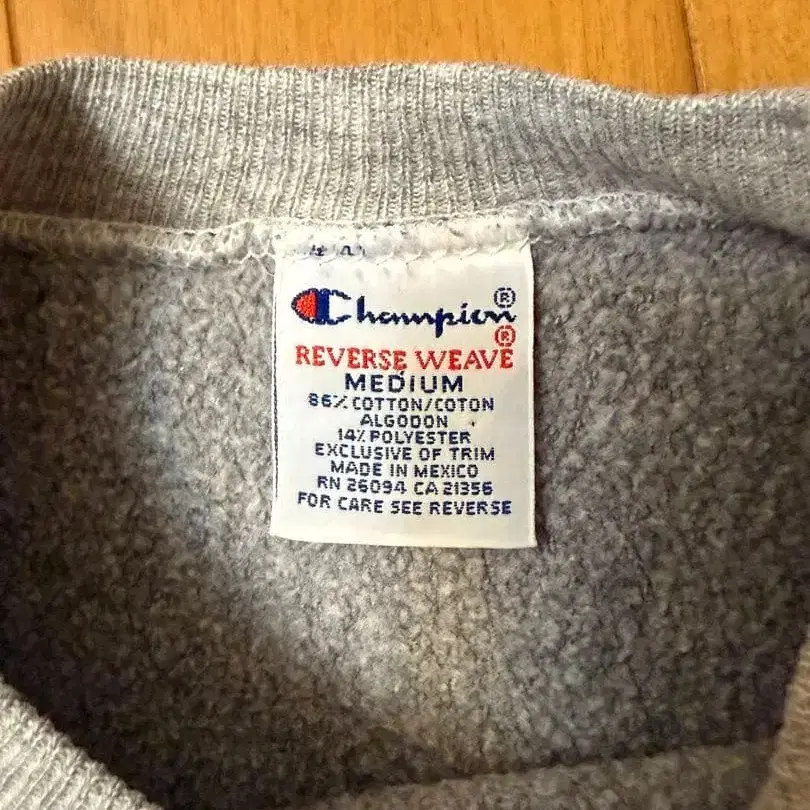 Champion®
®
REVERSE WEAVE
MEDIUM
86% COTTON/COTON
ALGODON
14% POLYESTER
EXCLUSIVE OF TRIM
MADE IN MEXICO
RN 26094 CA 21356
FOR CARE SEE REVERSE